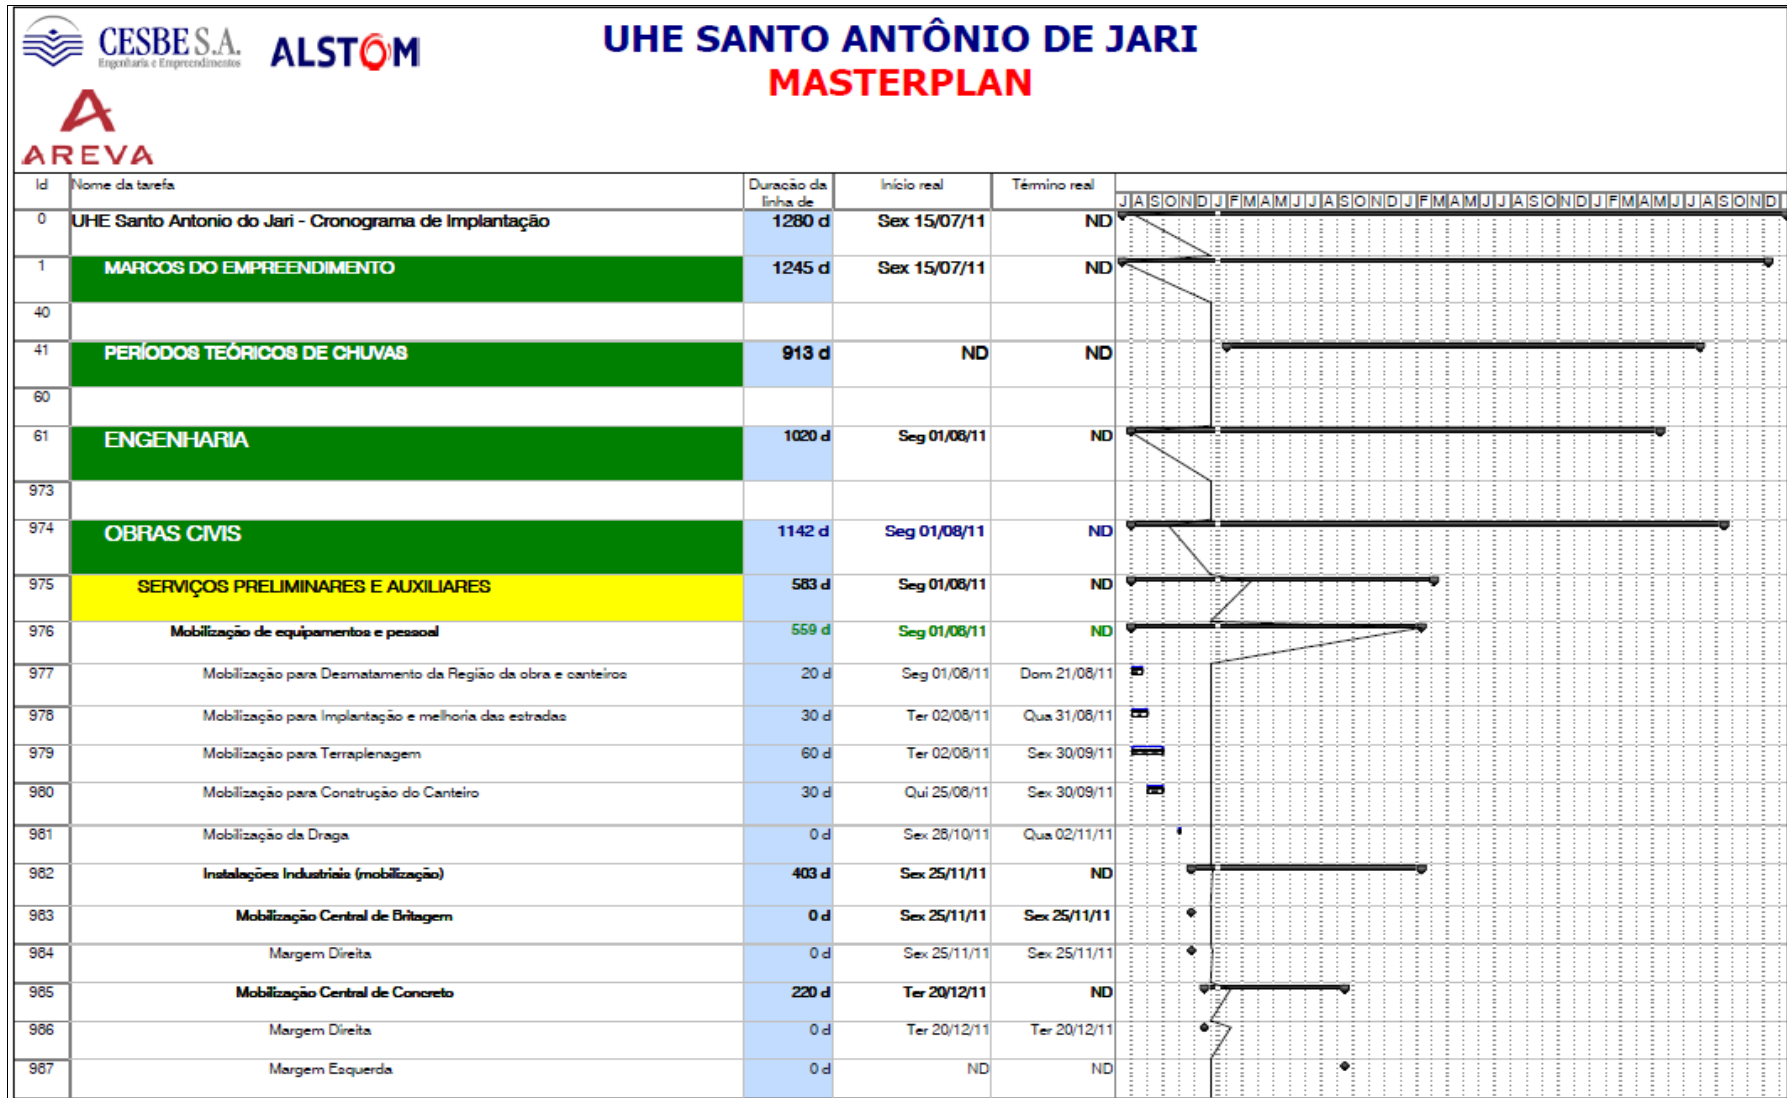 CESBE S.A.
Engenharia e Empreendimentos
ALSTOM
AREVA
UHE SANTO ANTÔNIO DE JARI
MASTERPLAN
Id Nome da tarefa Duração da linha de Início real Término real
J A S O N D J F M A M J J A S O N D J F M A M J J A S O N D J F M A M J J A S O N D
0 UHE Santo Antonio do Jari - Cronograma de Implantação 1280 d Sex 15/07/11 ND
1 MARCOS DO EMPREENDIMENTO 1245 d Sex 15/07/11 ND
40
41 PERÍODOS TEÓRICOS DE CHUVAS 913 d ND ND
60
61 ENGENHARIA 1020 d Seg 01/08/11 ND
973
974 OBRAS CIVIS 1142 d Seg 01/08/11 ND
975 SERVIÇOS PRELIMINARES E AUXILIARES 583 d Seg 01/08/11 ND
976 Mobilização de equipamentos e pessoal 559 d Seg 01/08/11 ND
977 Mobilização para Desmatamento da Região da obra e canteiros 20 d Seg 01/08/11 Dom 21/08/11
978 Mobilização para Implantação e melhoria das estradas 30 d Ter 02/08/11 Qua 31/08/11
979 Mobilização para Terraplenagem 60 d Ter 02/08/11 Sex 30/09/11
980 Mobilização para Construção do Canteiro 30 d Qui 25/08/11 Sex 30/09/11
981 Mobilização da Draga 0 d Sex 28/10/11 Qua 02/11/11
982 Instalações Industriais (mobilização) 403 d Sex 25/11/11 ND
983 Mobilização Central de Britagem 0 d Sex 25/11/11 Sex 25/11/11
984 Margem Direita 0 d Sex 25/11/11 Sex 25/11/11
985 Mobilização Central de Concreto 220 d Ter 20/12/11 ND
986 Margem Direita 0 d Ter 20/12/11 Ter 20/12/11
987 Margem Esquerda 0 d ND ND